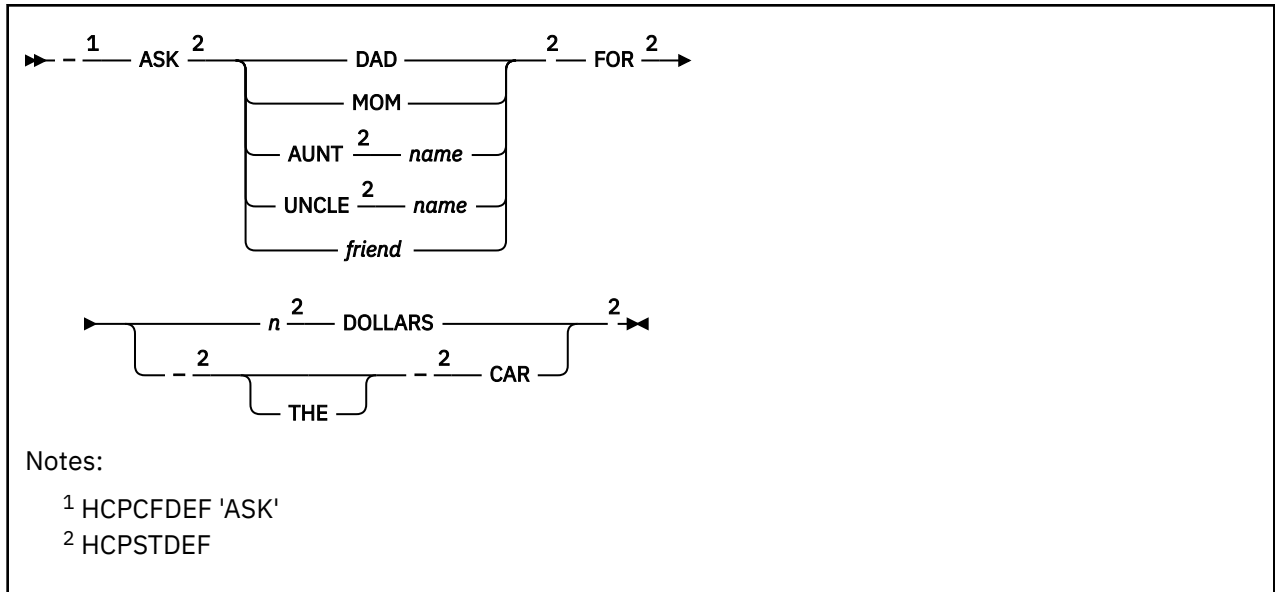 1 ASK 2 DAD 2 FOR 2
MOM
AUNT 2 name
UNCLE 2 name
friend
n 2 DOLLARS 2
2 2 CAR
THE
Notes:
1 HCPCFDEF 'ASK'
2 HCPSTDEF